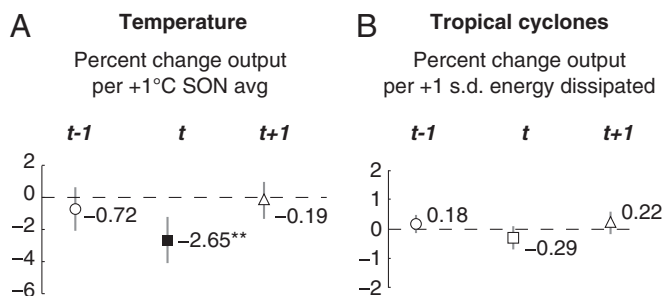 A Temperature
Percent change output
per +1°C SON avg
t-1 t t+1
2
0
−2
−4
−6
−0.72
−2.65**
−0.19
B Tropical cyclones
Percent change output
per +1 s.d. energy dissipated
t-1 t t+1
2
1
0
−1
−2
0.18
−0.29
0.22